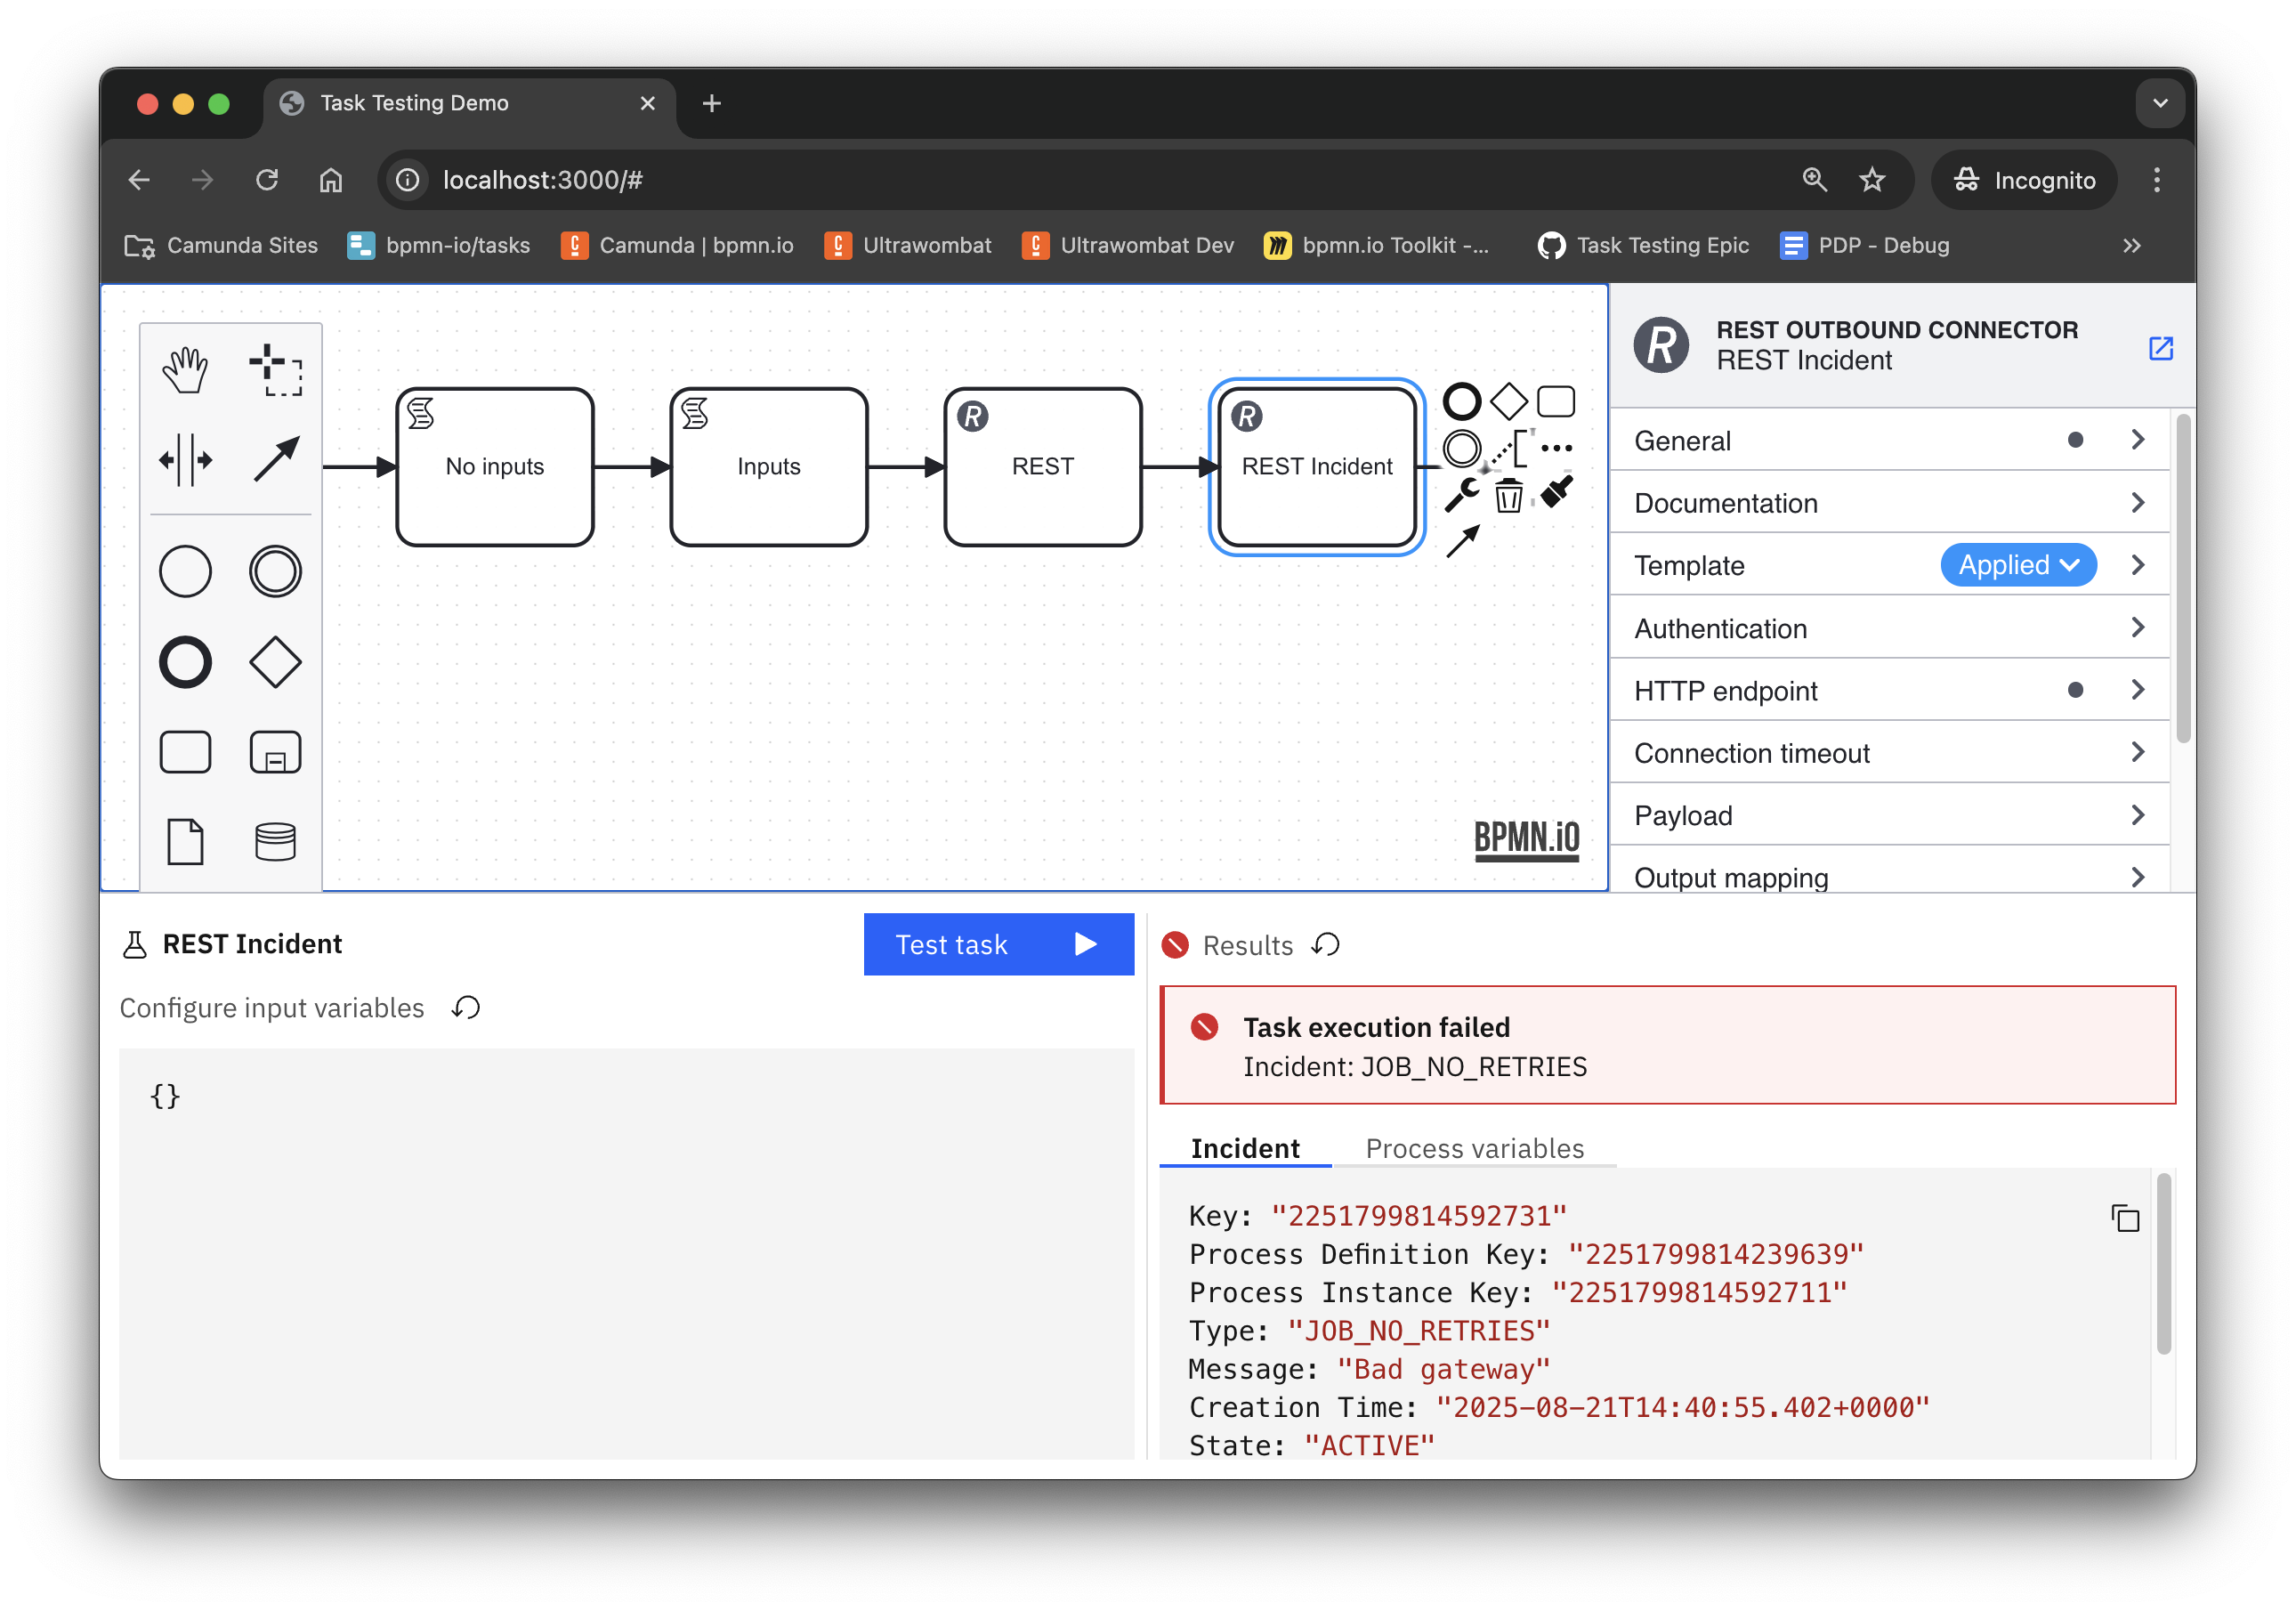 Task Testing Demo
localhost:3000/#
Incognito
Camunda Sites
bpmn-io/tasks
Camunda | bpmn.io
Ultrawombat
Ultrawombat Dev
bpmn.io Toolkit -...
Task Testing Epic
PDP - Debug
No inputs
Inputs
R
REST
R
REST Incident
BPMN.iO
R
REST OUTBOUND CONNECTOR
REST Incident
General
Documentation
Template
Applied
Authentication
HTTP endpoint
Connection timeout
Payload
Output mapping
REST Incident
Test task
Configure input variables
{}
Results
Task execution failed
Incident: JOB_NO_RETRIES
Incident
Process variables
Key: "2251799814592731"
Process Definition Key: "2251799814239639"
Process Instance Key: "2251799814592711"
Type: "JOB_NO_RETRIES"
Message: "Bad gateway"
Creation Time: "2025-08-21T14:40:55.402+0000"
State: "ACTIVE"